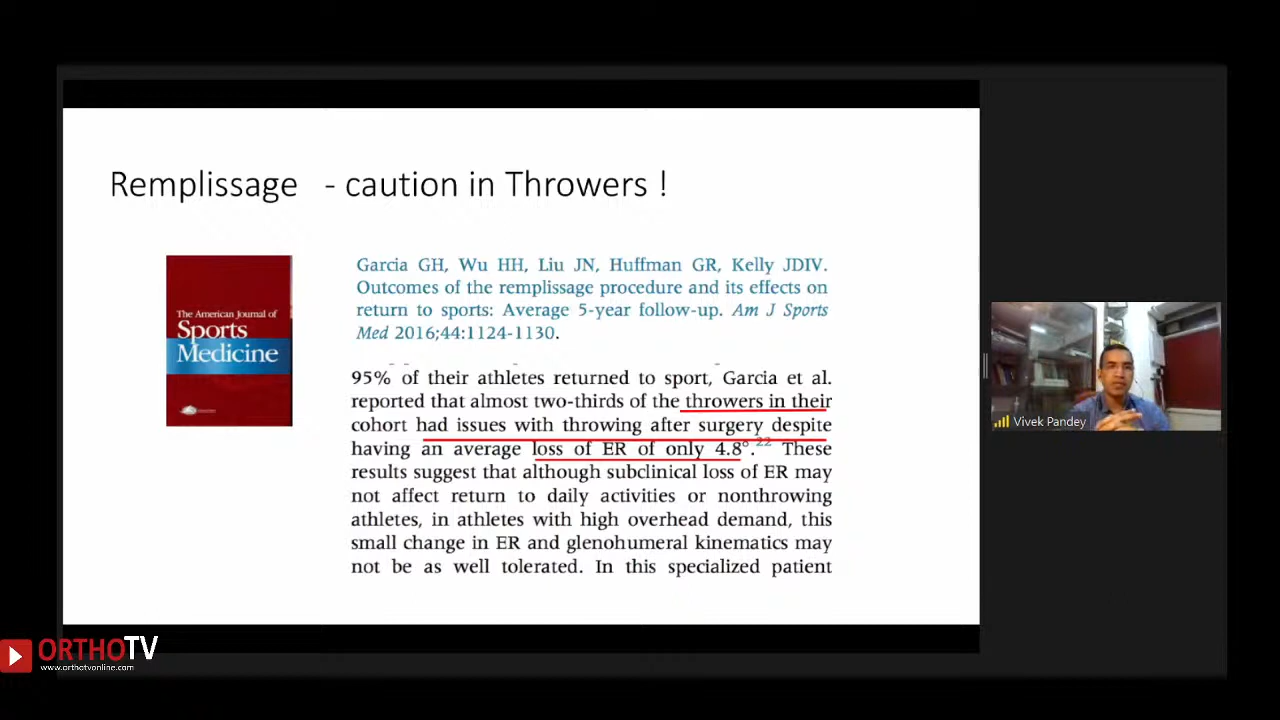 Remplissage - caution in Throwers !
The American Journal of
Sports
Medicine
Garcia GH, Wu HH, Liu JN, Huffman GR, Kelly JDIV.
Outcomes of the remplissage procedure and its effects on
return to sports: Average 5-year follow-up. Am J Sports
Med 2016;44:1124-1130.
95% of their athletes returned to sport, Garcia et al.
reported that almost two-thirds of the throwers in their
cohort had issues with throwing after surgery despite
having an average loss of ER of only 4.8°.22 These
results suggest that although subclinical loss of ER may
not affect return to daily activities or nonthrowing
athletes, in athletes with high overhead demand, this
small change in ER and glenohumeral kinematics may
not be as well tolerated. In this specialized patient
Vivek Pandey
ORTHOTV
www.orthotvonline.com